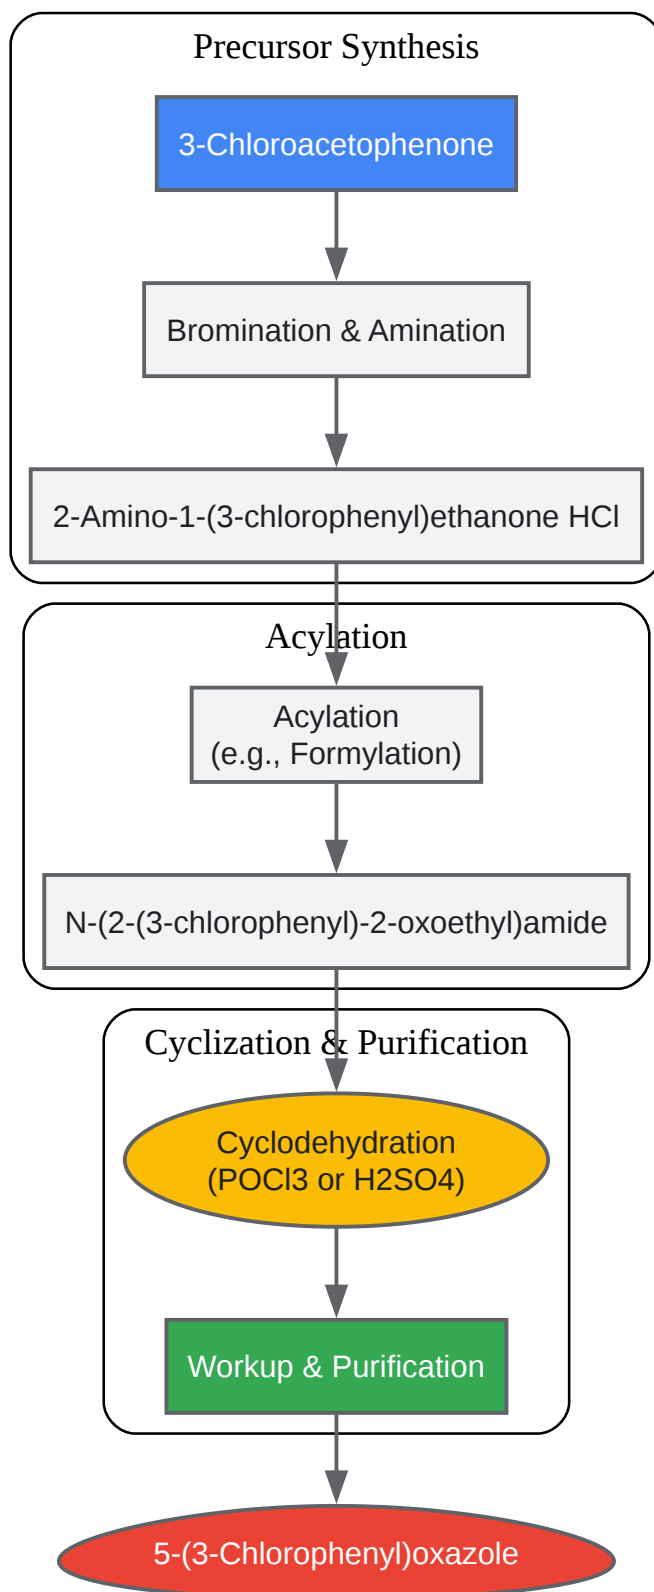 Precursor Synthesis
3-Chloroacetophenone
Bromination & Amination
2-Amino-1-(3-chlorophenyl)ethanone HCl
Acylation
Acylation
(e.g., Formylation)
N-(2-(3-chlorophenyl)-2-oxoethyl)amide
Cyclization & Purification
Cyclodehydration
(POCl3 or H2SO4)
Workup & Purification
5-(3-Chlorophenyl)oxazole